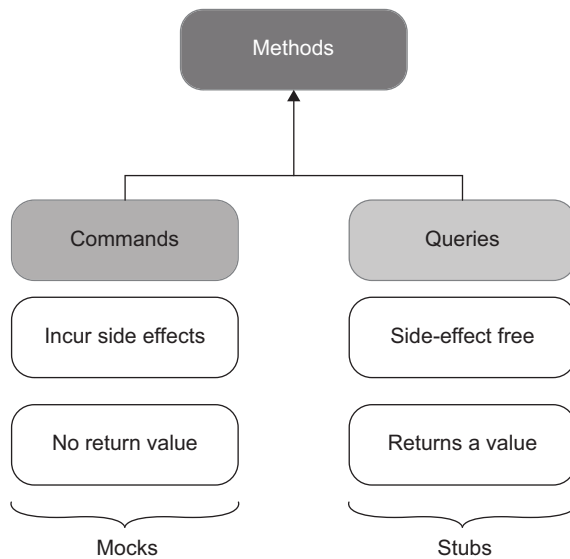 Methods
Commands
Queries
Incur side effects
Side-effect free
No return value
Returns a value
Mocks
Stubs